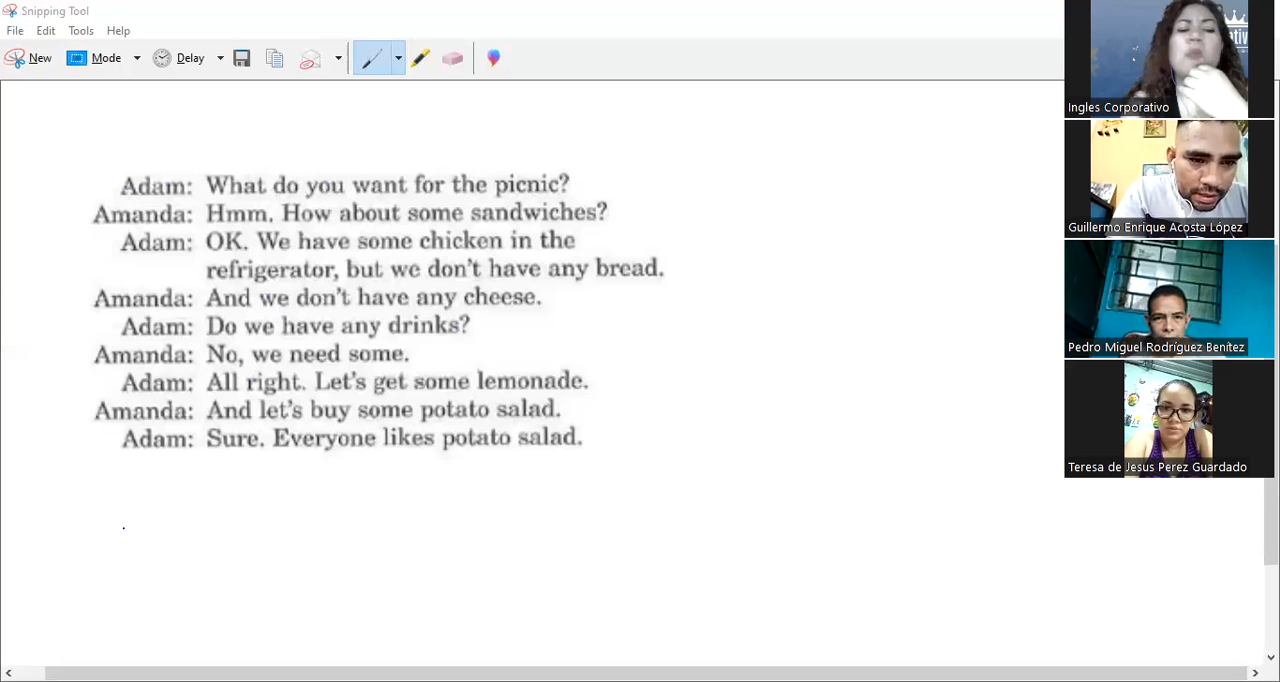 Snipping Tool
File Edit Tools Help
New Mode Delay
Adam: What do you want for the picnic?
Amanda: Hmm. How about some sandwiches?
Adam: OK. We have some chicken in the
refrigerator, but we don't have any bread.
Amanda: And we don't have any cheese.
Adam: Do we have any drinks?
Amanda: No, we need some.
Adam: All right. Let's get some lemonade.
Amanda: And let's buy some potato salad.
Adam: Sure. Everyone likes potato salad.
Ingles Corporativo
Guillermo Enrique Acosta López
Pedro Miguel Rodríguez Benítez
Teresa de Jesus Perez Guardado